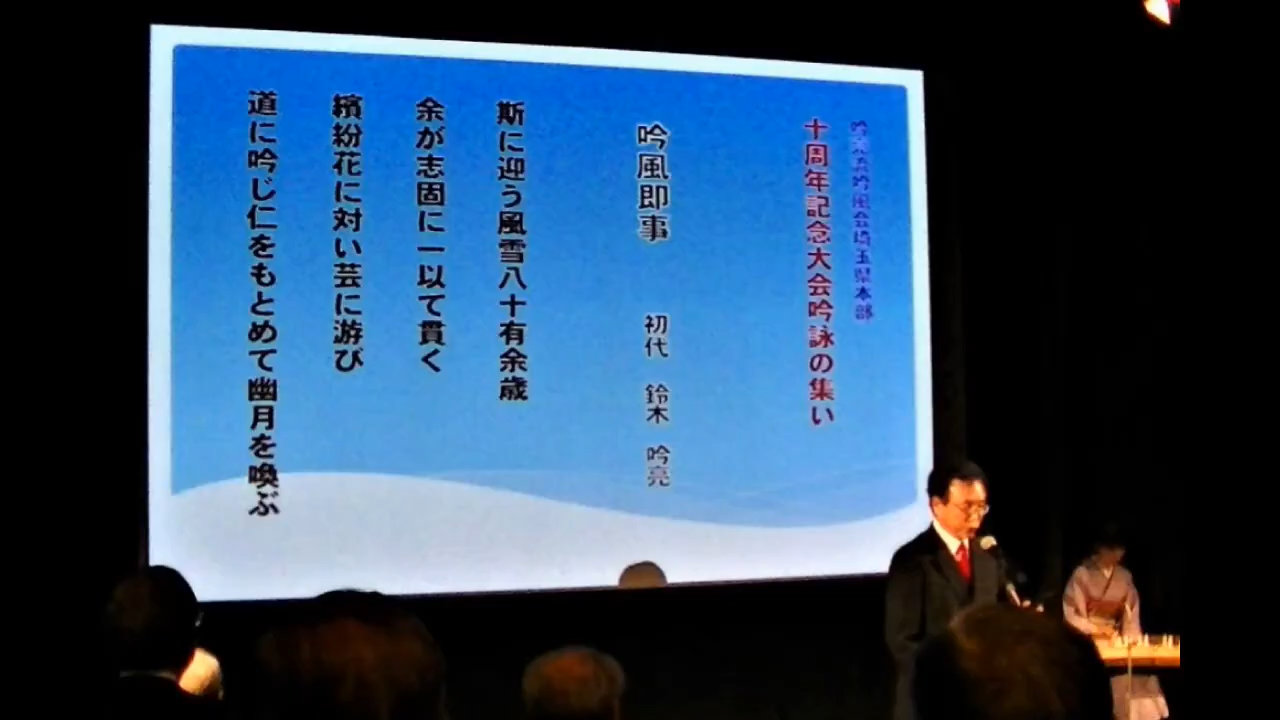 吟亮流吟風会埼玉県本部
十周年記念大会吟詠の集い
吟風即事
初代 鈴木 吟亮
斯に迎う風雪八十有余歳
余が志固に一以て貫く
繽紛花に対い芸に游び
道に吟じ仁をもとめて幽月を喚ぶ